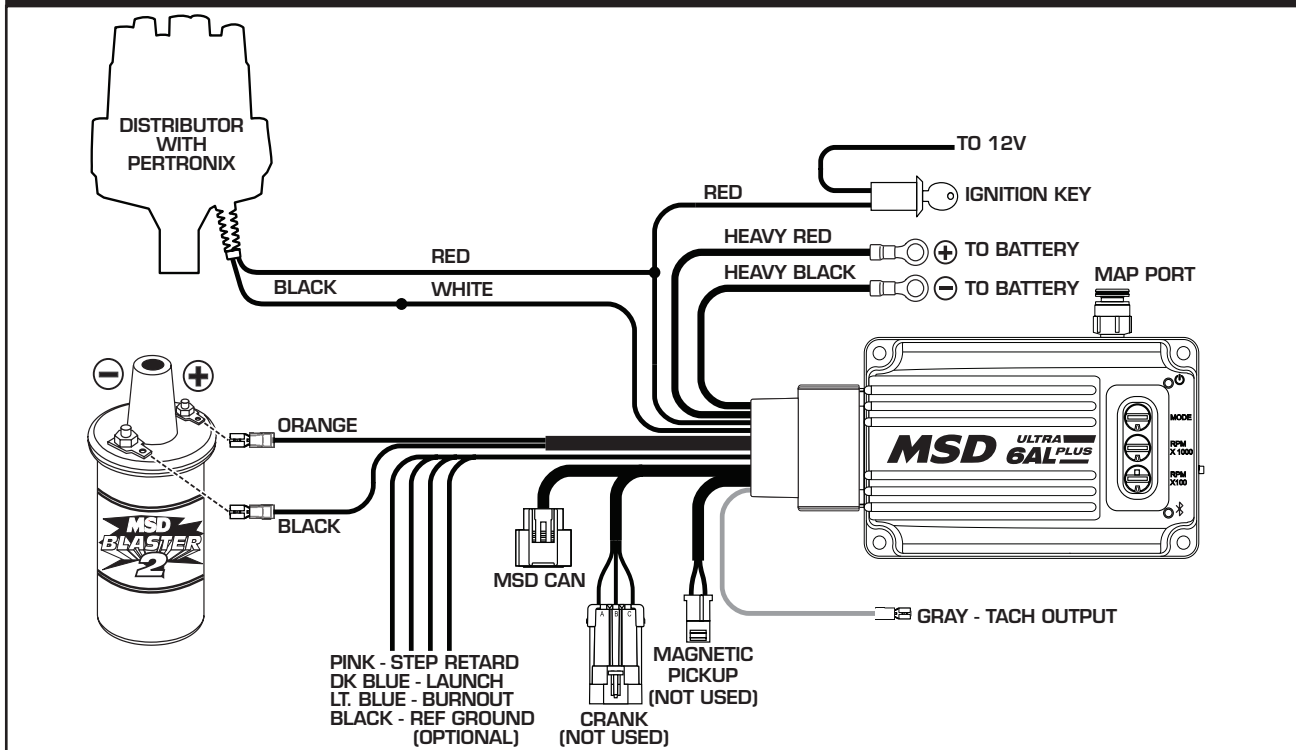 DISTRIBUTOR
WITH
PERTRONIX
TO 12V
IGNITION KEY
RED
HEAVY RED
+ TO BATTERY
HEAVY BLACK
− TO BATTERY
MAP PORT
RED
BLACK
WHITE
− +
ORANGE
BLACK
MSD
BLASTER
2
MSD ULTRA 6AL PLUS
MODE
RPM
X 1000
RPM
X100
MSD CAN
A B C
CRANK
(NOT USED)
MAGNETIC
PICKUP
(NOT USED)
GRAY - TACH OUTPUT
PINK - STEP RETARD
DK BLUE - LAUNCH
LT. BLUE - BURNOUT
BLACK - REF GROUND
(OPTIONAL)